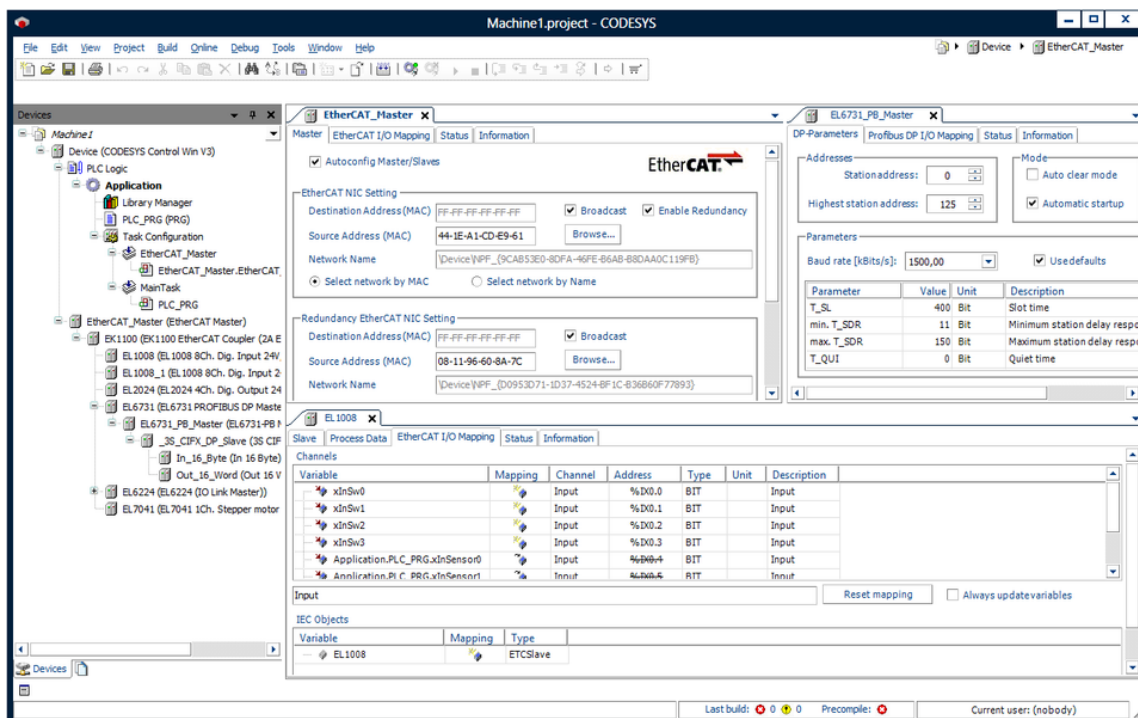 Machine1.project - CODESYS
File Edit View Project Build Online Debug Tools Window Help
Device EtherCAT_Master
Devices
Machine1
Device (CODESYS Control Win V3)
PLC Logic
Application
Library Manager
PLC_PRG (PRG)
Task Configuration
EtherCAT_Master
EtherCAT_Master.EtherCAT_
MainTask
PLC_PRG
EtherCAT_Master (EtherCAT Master)
EK1100 (EK1100 EtherCAT Coupler (2A E
EL1008 (EL1008 8Ch. Dig. Input 24V
EL1008_1 (EL1008 8Ch. Dig. Input 2
EL2024 (EL2024 4Ch. Dig. Output 24
EL6731 (EL6731 PROFIBUS DP Maste
EL6731_PB_Master (EL6731-PB M
_3S_CIFX_DP_Slave (3S CIF
In_16_Byte (In 16 Byte)
Out_16_Word (Out 16 W
EL6224 (EL6224 (IO Link Master))
EL7041 (EL7041 1Ch. Stepper motor
Devices
EtherCAT_Master
Master EtherCAT I/O Mapping Status Information
Autoconfig Master/Slaves
EtherCAT
EtherCAT NIC Setting
Destination Address (MAC) FF-FF-FF-FF-FF-FF Broadcast Enable Redundancy
Source Address (MAC) 44-1E-A1-CD-E9-61 Browse...
Network Name \Device\NPF_{9CAB53E0-8DFA-46FE-B6AB-B8DAA0C119FB}
Select network by MAC Select network by Name
Redundancy EtherCAT NIC Setting
Destination Address (MAC) FF-FF-FF-FF-FF-FF Broadcast
Source Address (MAC) 08-11-96-60-8A-7C Browse...
Network Name \Device\NPF_{D0953D71-1D37-4524-BF1C-B36B60F77893}
EL6731_PB_Master
DP-Parameters Profibus DP I/O Mapping Status Information
Addresses
Station address: 0
Highest station address: 125
Mode
Auto clear mode
Automatic startup
Parameters
Baud rate [kBits/s]: 1500,00 Use defaults
Parameter Value Unit Description
T_SL 400 Bit Slot time
min. T_SDR 11 Bit Minimum station delay respo
max. T_SDR 150 Bit Maximum station delay respo
T_QUI 0 Bit Quiet time
EL1008
Slave Process Data EtherCAT I/O Mapping Status Information
Channels
Variable Mapping Channel Address Type Unit Description
xInSw0 Input %IX0.0 BIT Input
xInSw1 Input %IX0.1 BIT Input
xInSw2 Input %IX0.2 BIT Input
xInSw3 Input %IX0.3 BIT Input
Application.PLC_PRG.xInSensor0 Input %IX0.4 BIT Input
Application.PLC_PRG.xInSensor1 Input %IX0.5 BIT Input
Input Reset mapping Always update variables
IEC Objects
Variable Mapping Type
EL1008 ETCSlave
Last build: 0 0 Precompile: Current user: (nobody)